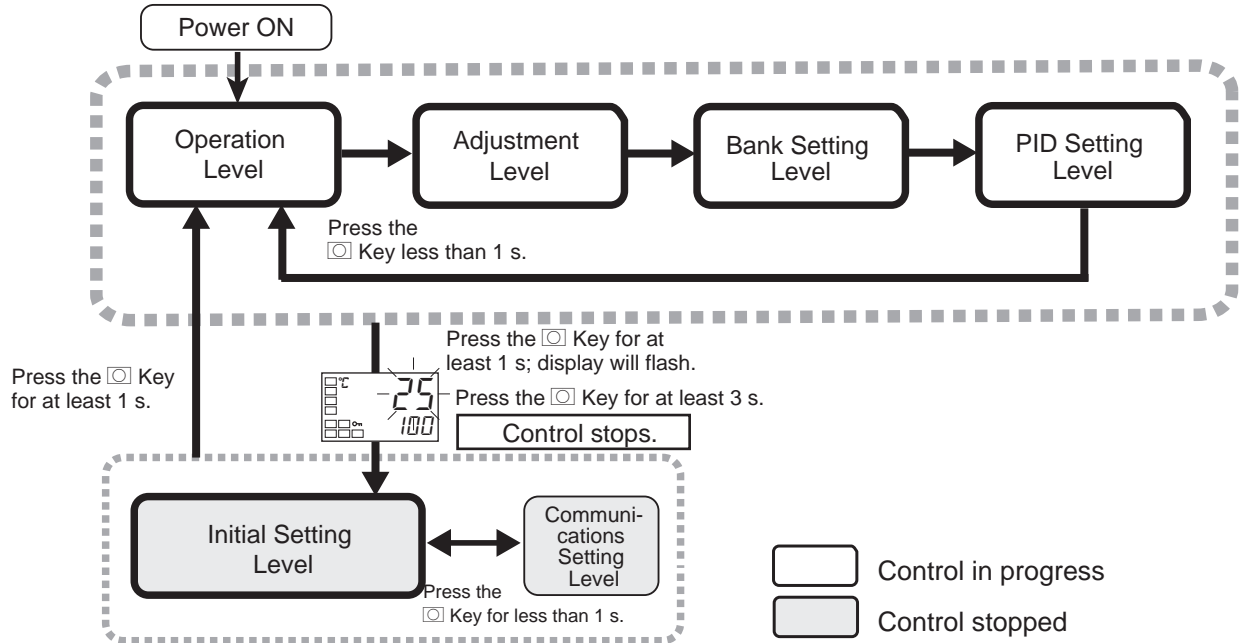 Power ON
Operation
Level
Adjustment
Level
Bank Setting
Level
PID Setting
Level
Press the
Key less than 1 s.
Press the Key for at
least 1 s; display will flash.
Press the Key
for at least 1 s.
°C
25
100
Press the Key for at least 3 s.
Control stops.
Initial Setting
Level
Communi-
cations
Setting
Level
Press the
Key for less than 1 s.
Control in progress
Control stopped